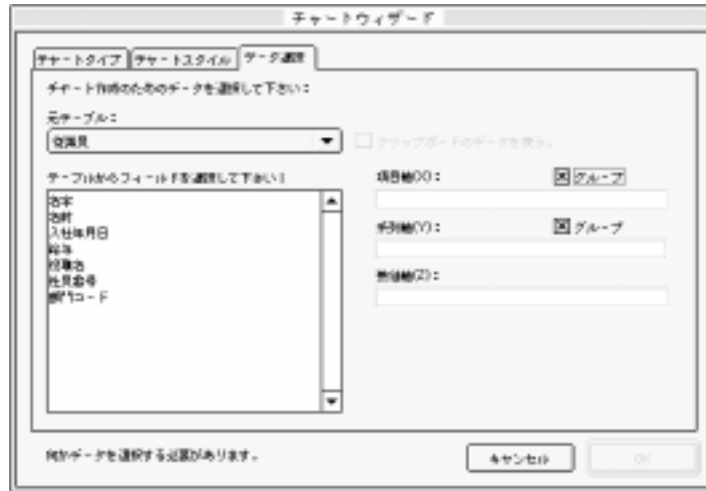 チャートウィザード
チャートタイプ チャートスタイル データ選択
チャート作成のためのデータを選択して下さい：
元テーブル：
従業員
クリップボードのデータを使う。
テーブルからフィールドを選択して下さい：
項目軸(X)： グループ
名字
名前
入社年月日
給与
役職名
社員番号
部門コード
系列軸(Y)： グループ
数値軸(Z)：
何かデータを選択する必要があります。
キャンセル OK